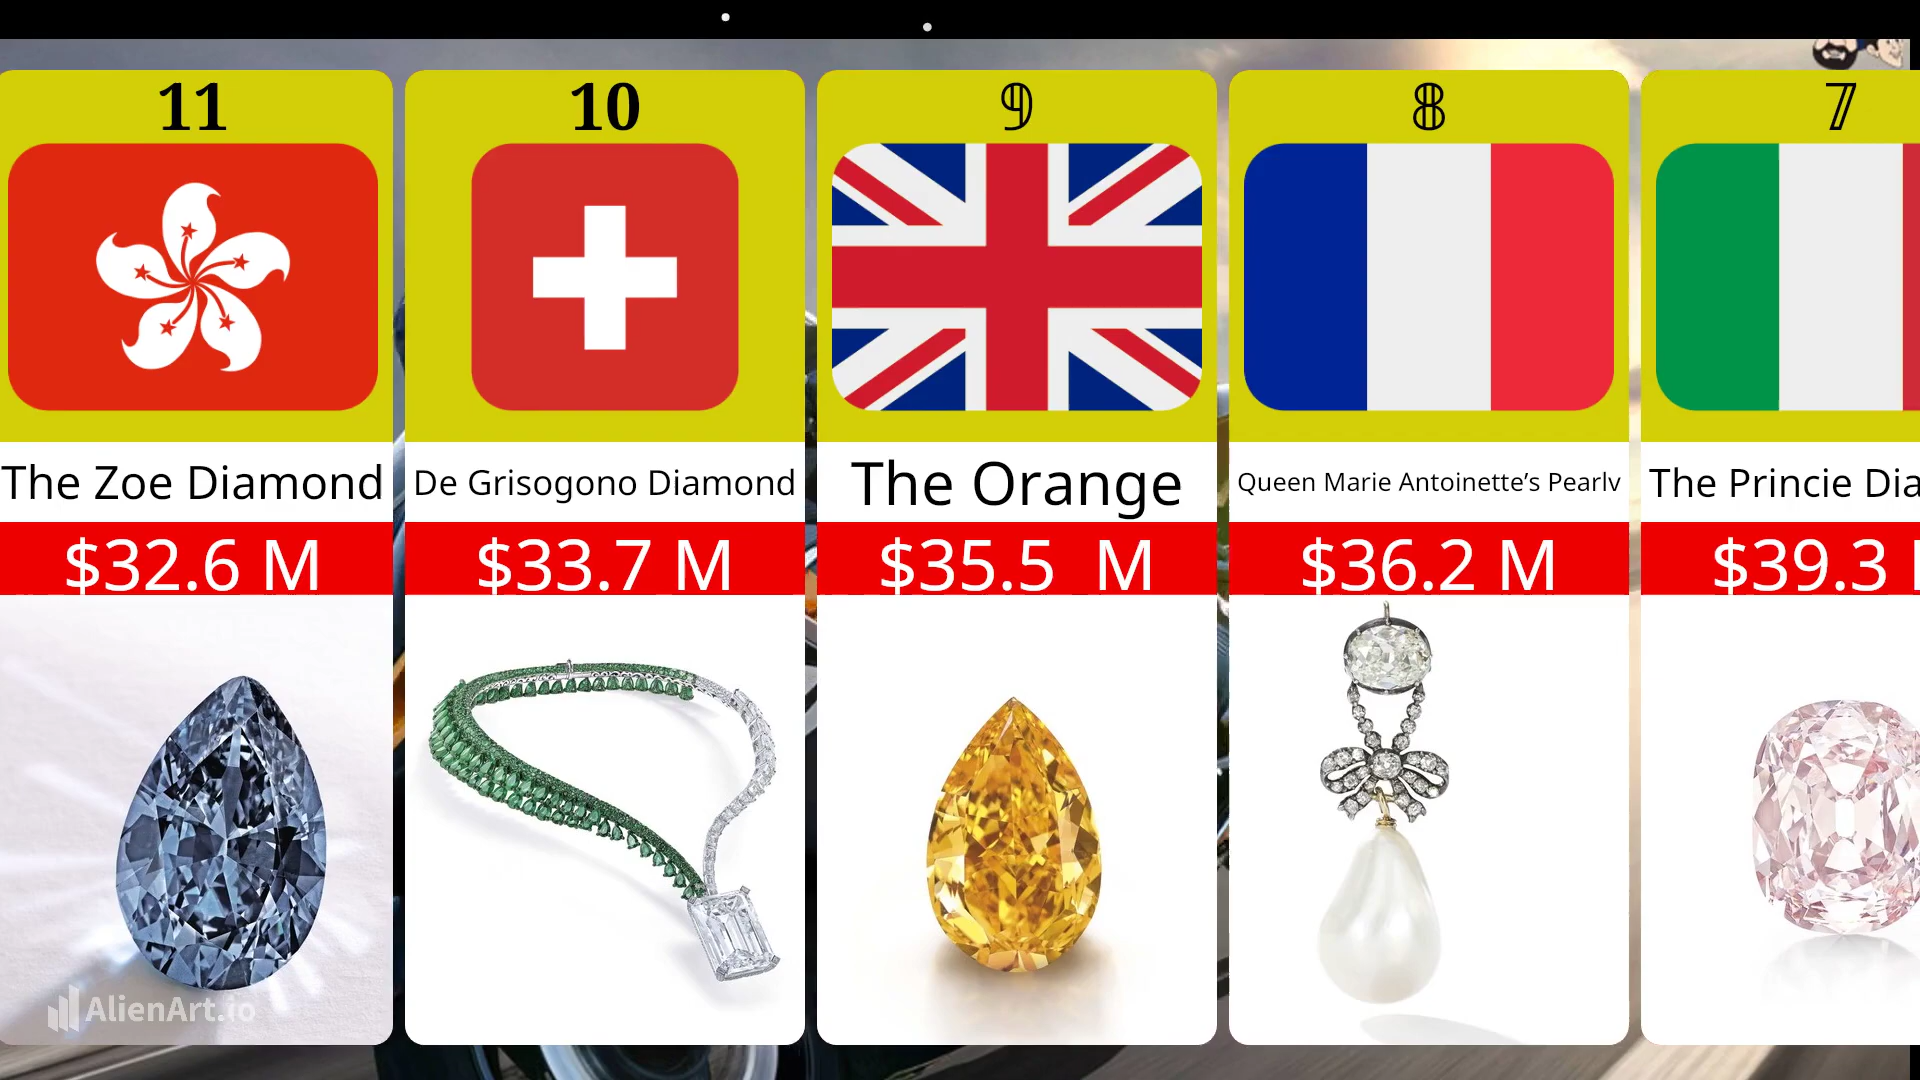 11
10
9
8
7
The Zoe Diamond
De Grisogono Diamond
The Orange
Queen Marie Antoinette’s Pearlv
The Princie
$32.6 M
$33.7 M
$35.5 M
$36.2 M
$39.3
AlienArt.io